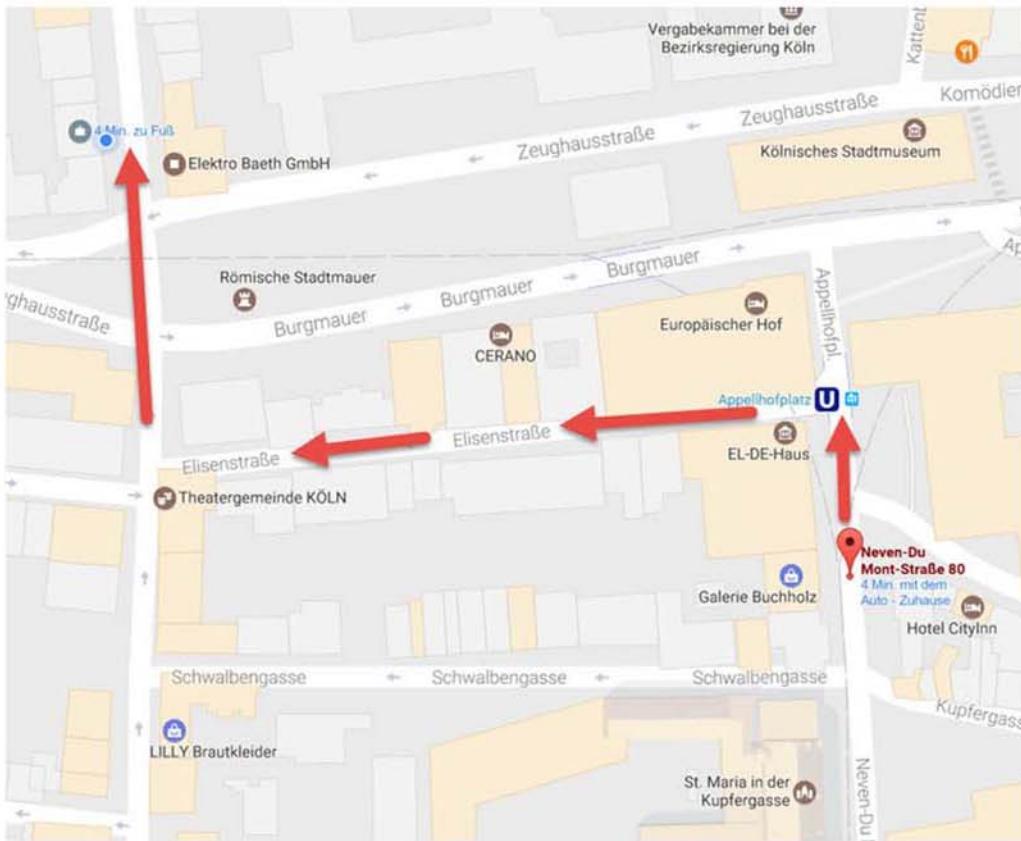 Vergabekammer bei der
Bezirksregierung Köln
Kattenb
Zeughausstraße
Zeughausstraße
Komödien
4 Min. zu Fuß
Elektro Baeth GmbH
Kölnisches Stadtmuseum
Römische Stadtmauer
Burgmauer
Burgmauer
Burgmauer
ughausstraße
Appellhofpl.
Ap
Europäischer Hof
CERANO
Appellhofplatz U
Elisenstraße
Elisenstraße
EL-DE-Haus
Theatergemeinde KÖLN
Neven-Du
Mont-Straße 80
4 Min. mit dem
Auto - Zuhause
Galerie Buchholz
Hotel CityInn
Schwalbengasse
Schwalbengasse
Schwalbengasse
Kupfergass
LILLY Brautkleider
St. Maria in der
Kupfergasse
Neven-Du